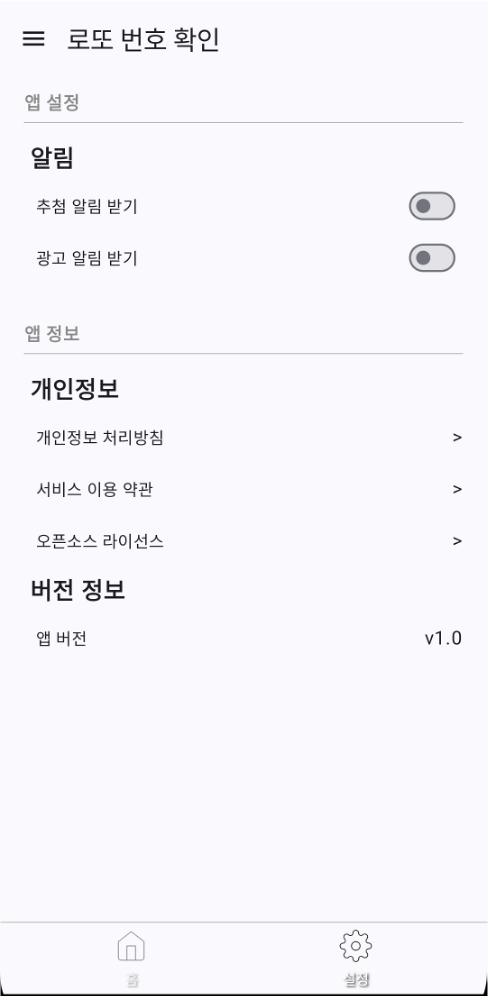 로또 번호 확인
앱 설정
알림
추첨 알림 받기
광고 알림 받기
앱 정보
개인정보
개인정보 처리방침 >
서비스 이용 약관 >
오픈소스 라이선스 >
버전 정보
앱 버전 v1.0
홈 설정